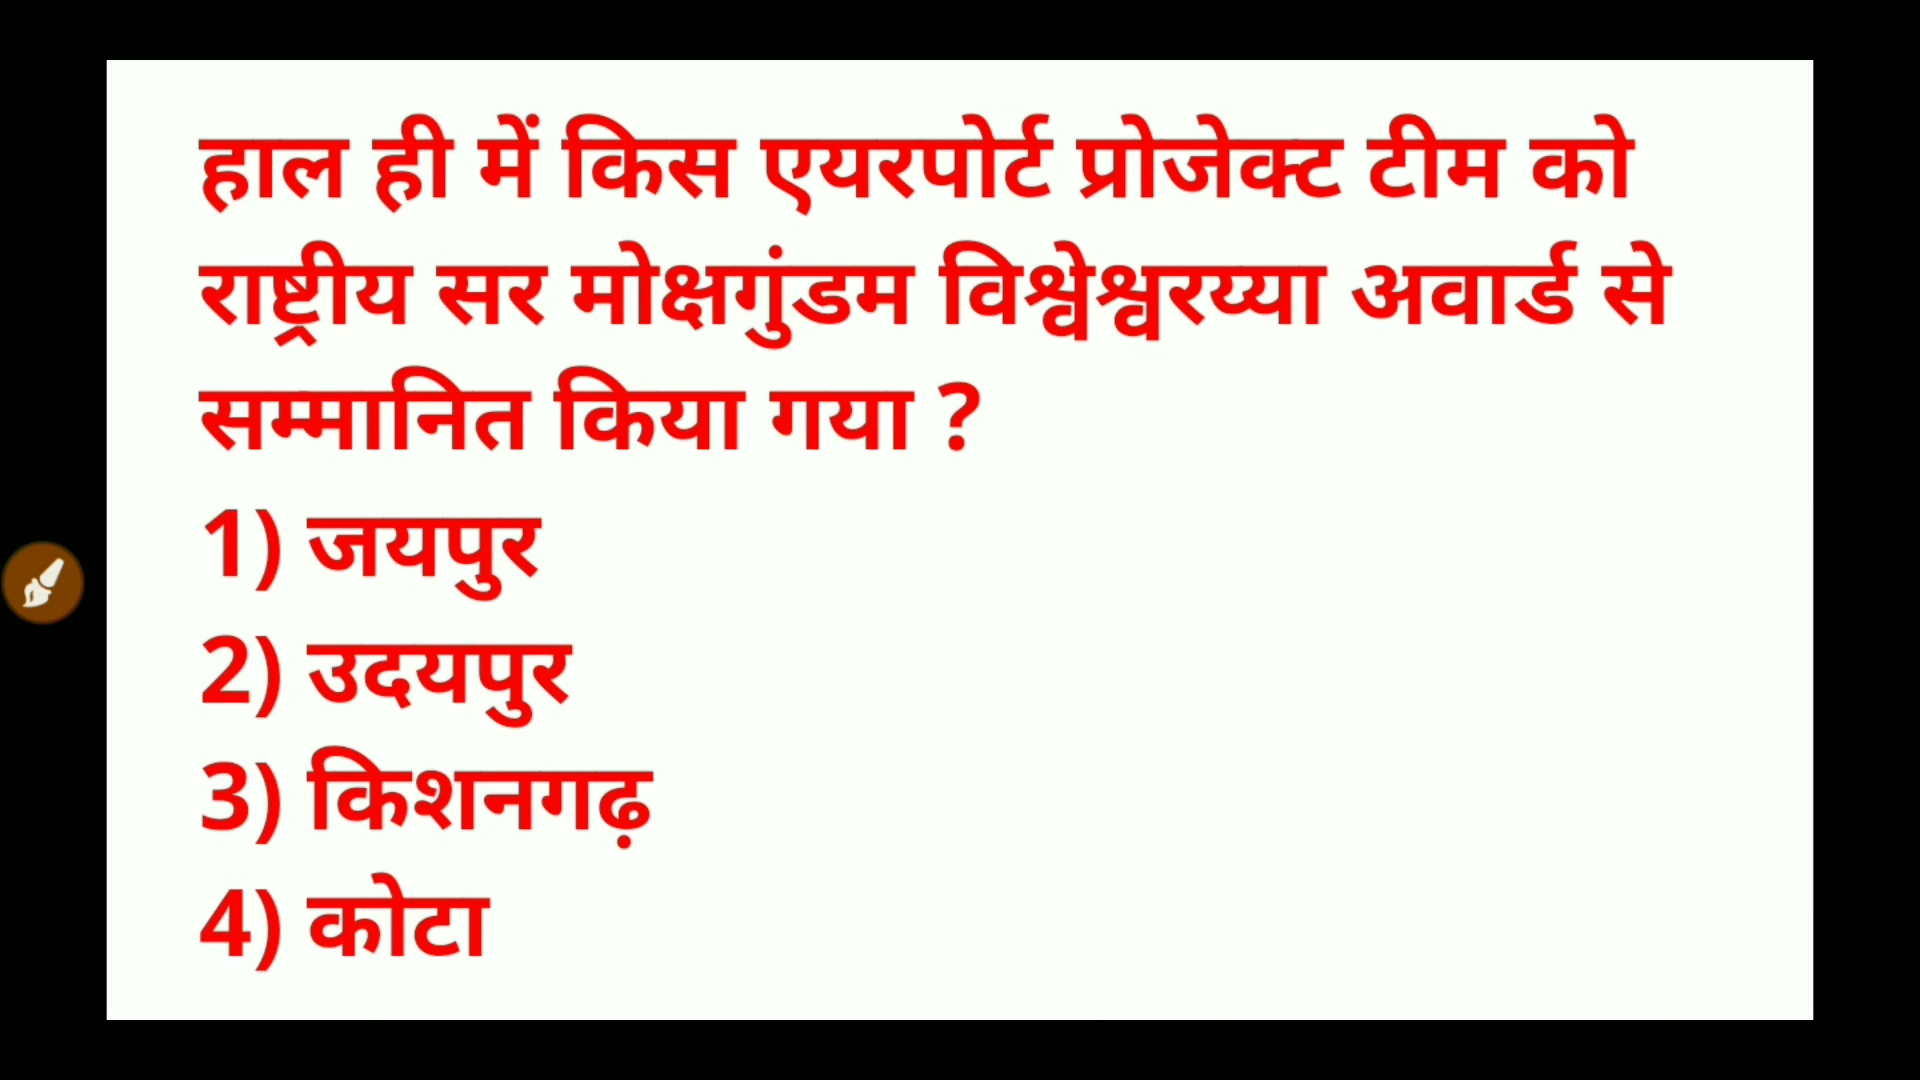 हाल ही में किस एयरपोर्ट प्रोजेक्ट टीम को
राष्ट्रीय सर मोक्षगुंडम विश्वेश्वरय्या अवार्ड से
सम्मानित किया गया ?
1) जयपुर
2) उदयपुर
3) किशनगढ़
4) कोटा